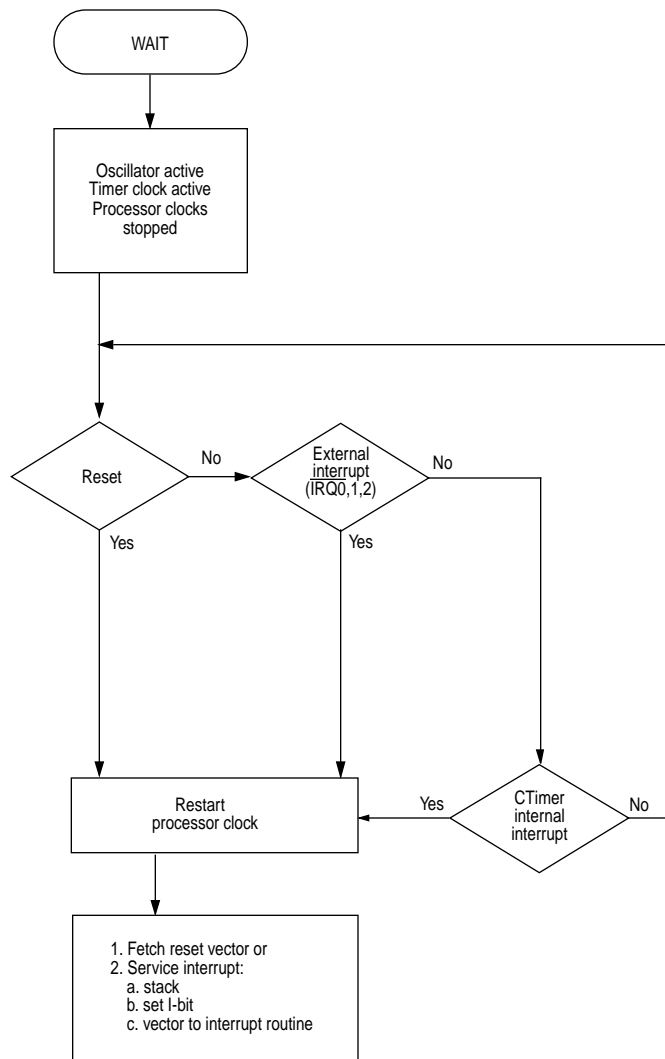 WAIT
Oscillator active
Timer clock active
Processor clocks
stopped
Reset
No
Yes
External
interrupt
(I̅R̅Q̅0̅,1,2)
No
Yes
CTimer
internal
interrupt
Yes
No
Restart
processor clock
1. Fetch reset vector or
2. Service interrupt:
a. stack
b. set I-bit
c. vector to interrupt routine